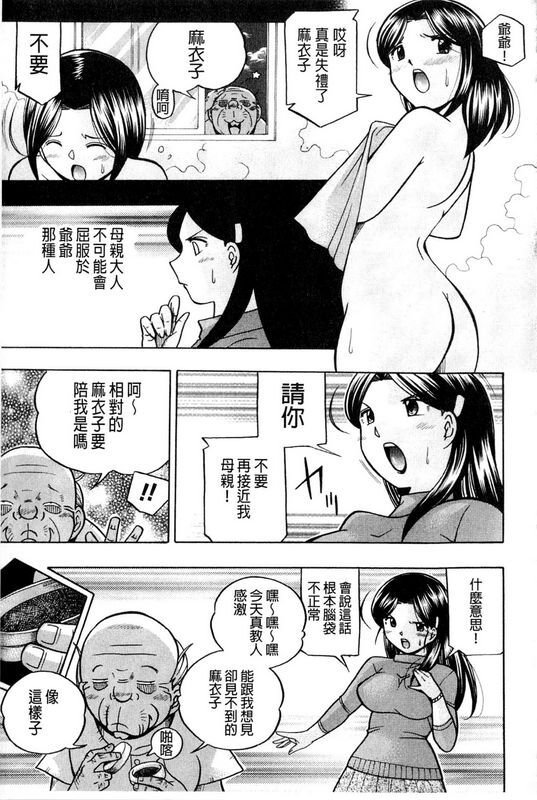 爺爺！
哎呀
真是失禮了
麻衣子
麻衣子
唷呵
不要
母親大人
不可能會
屈服於
爺爺
那種人
請你
不要
再接近我
母親！
呵～
相對的
麻衣子要
陪我是嗎
!!
什麼意思！
會說這話
根本腦袋
不正常
嘿～嘿～嘿
今天真教人
感激
能跟我想見
卻見不到的
麻衣子
啪喀
像
這樣子